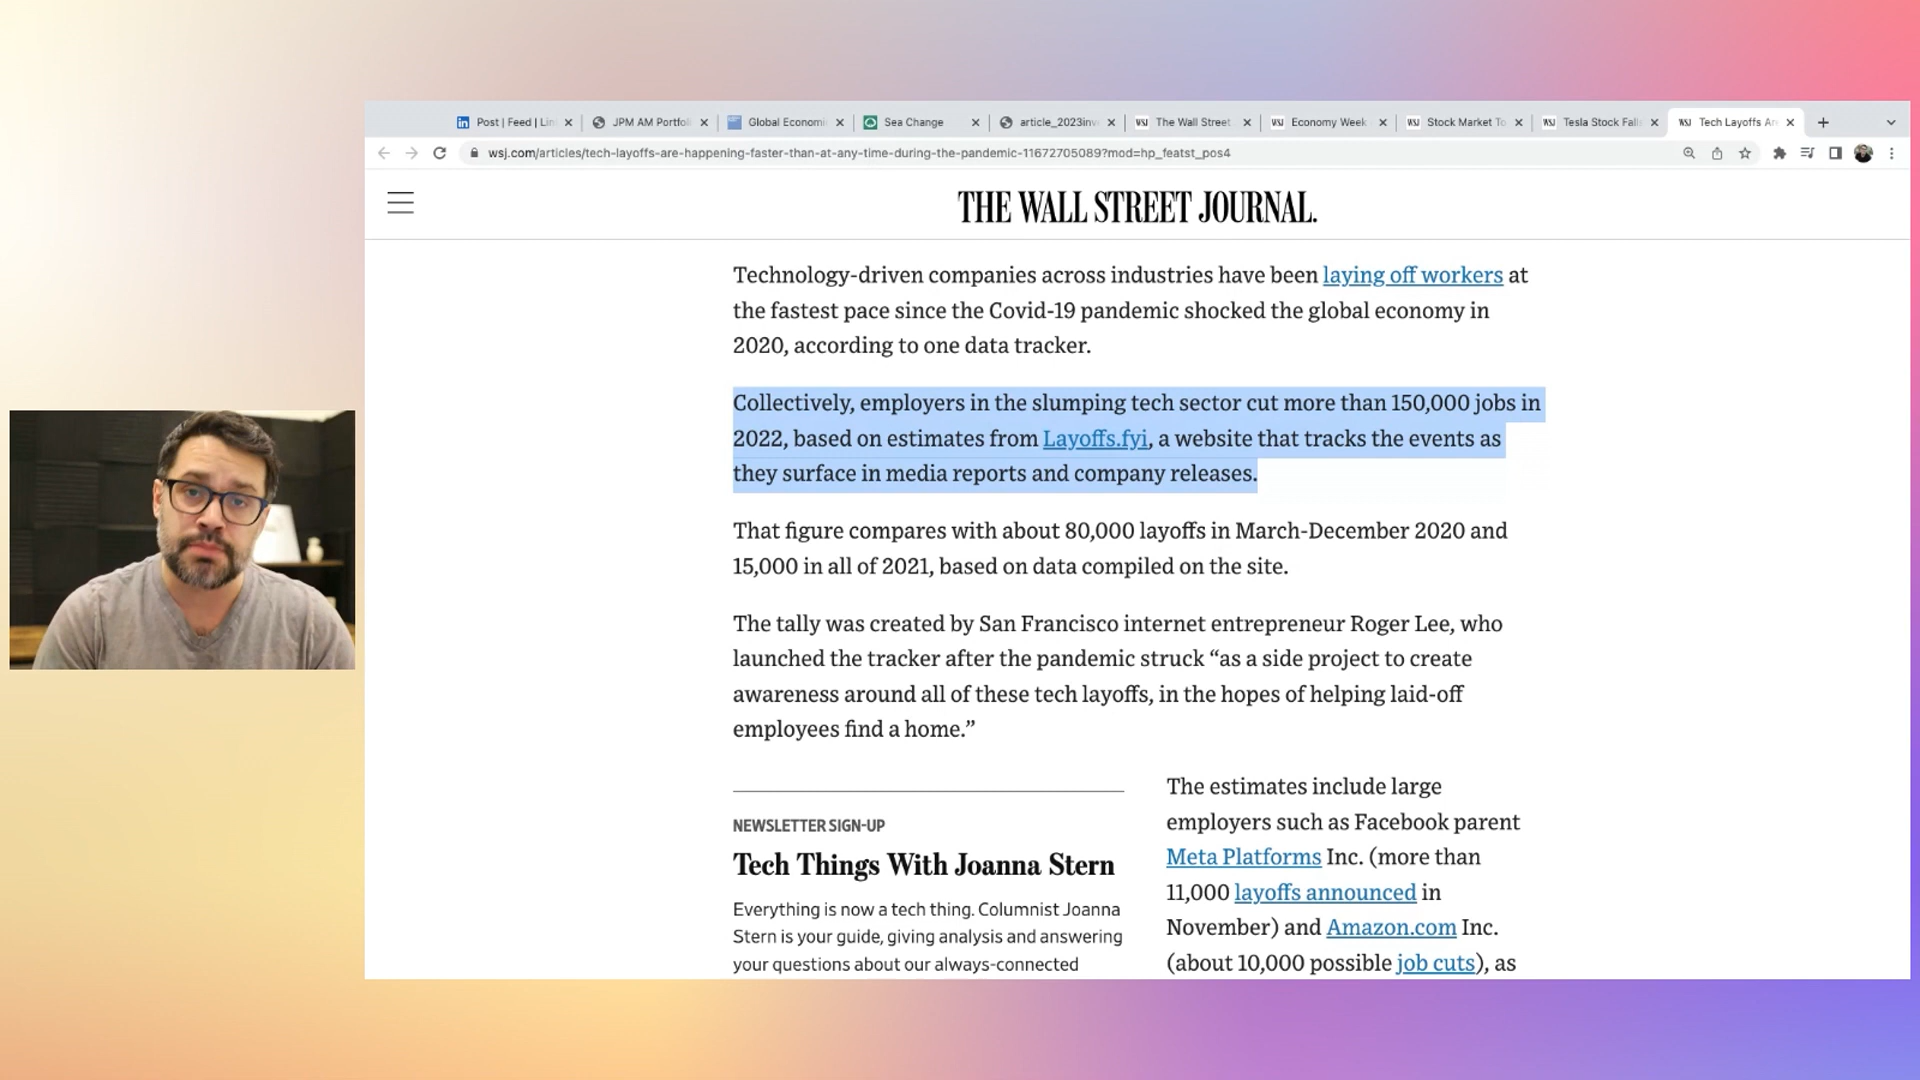 Post | Feed | Lin
JPM AM Portfol
Global Economi
Sea Change
article_2023inv
The Wall Street
Economy Week
Stock Market To
Tesla Stock Falls
Tech Layoffs Ar
wsj.com/articles/tech-layoffs-are-happening-faster-than-at-any-time-during-the-pandemic-11672705089?mod=hp_featst_pos4
THE WALL STREET JOURNAL.
Technology-driven companies across industries have been laying off workers at
the fastest pace since the Covid-19 pandemic shocked the global economy in
2020, according to one data tracker.
Collectively, employers in the slumping tech sector cut more than 150,000 jobs in
2022, based on estimates from Layoffs.fyi, a website that tracks the events as
they surface in media reports and company releases.
That figure compares with about 80,000 layoffs in March-December 2020 and
15,000 in all of 2021, based on data compiled on the site.
The tally was created by San Francisco internet entrepreneur Roger Lee, who
launched the tracker after the pandemic struck “as a side project to create
awareness around all of these tech layoffs, in the hopes of helping laid-off
employees find a home.”
NEWSLETTER SIGN-UP
Tech Things With Joanna Stern
Everything is now a tech thing. Columnist Joanna
Stern is your guide, giving analysis and answering
your questions about our always-connected
The estimates include large
employers such as Facebook parent
Meta Platforms Inc. (more than
11,000 layoffs announced in
November) and Amazon.com Inc.
(about 10,000 possible job cuts), as